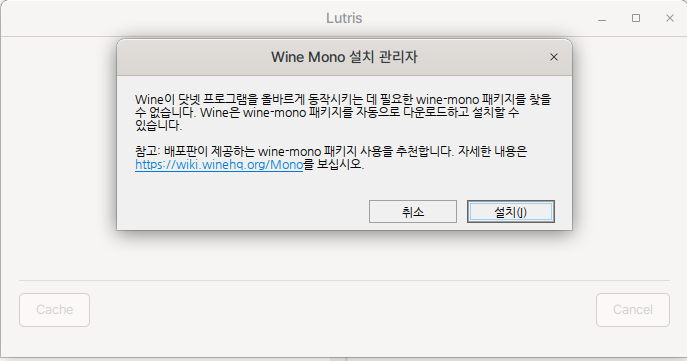 Lutris
Wine Mono 설치 관리자
Wine이 닷넷 프로그램을 올바르게 동작시키는 데 필요한 wine-mono 패키지를 찾을
수 없습니다. Wine은 wine-mono 패키지를 자동으로 다운로드하고 설치할 수
있습니다.
참고: 배포판이 제공하는 wine-mono 패키지 사용을 추천합니다. 자세한 내용은
https://wiki.winehq.org/Mono를 보십시오.
취소
설치(J)
Cache
Cancel